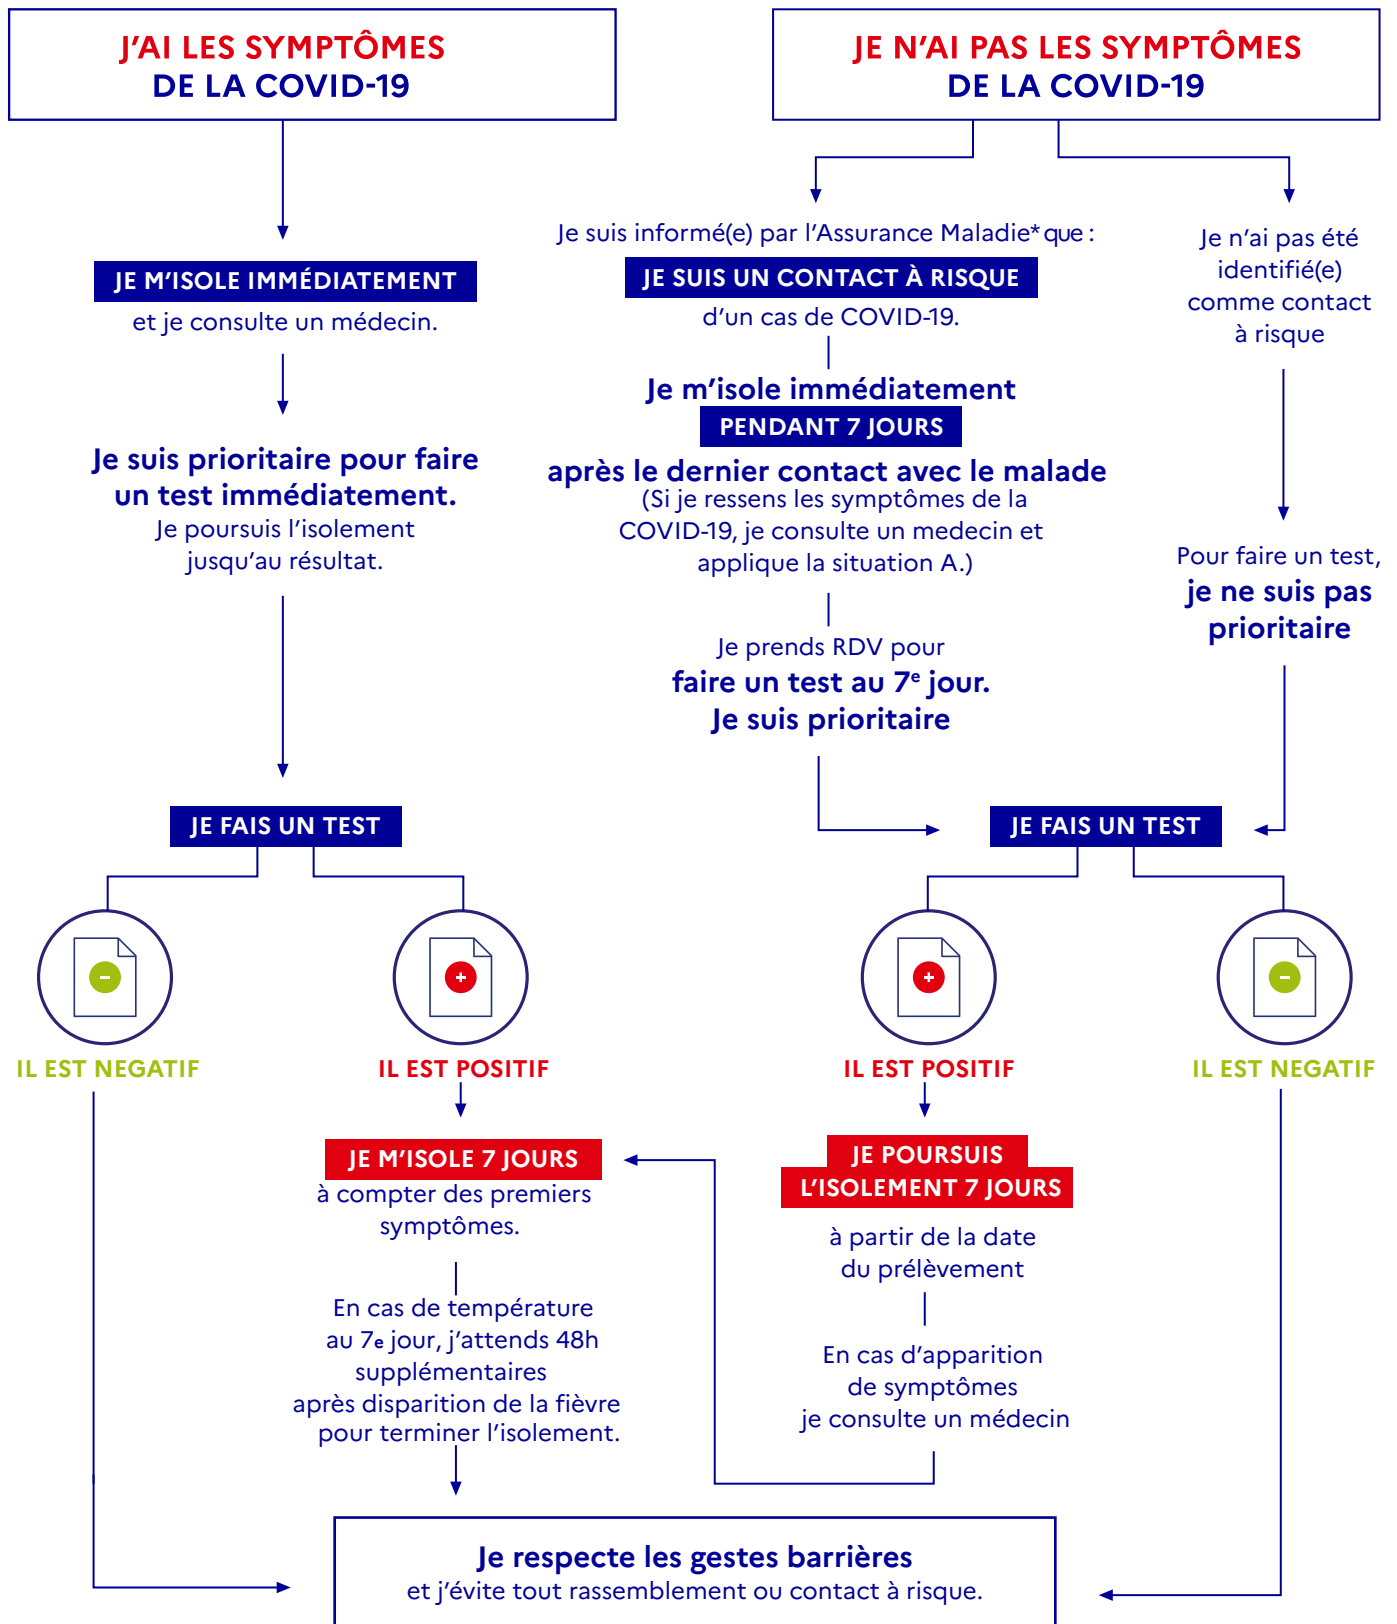 J'AI LES SYMPTÔMES
DE LA COVID-19
JE N'AI PAS LES SYMPTÔMES
DE LA COVID-19
JE M'ISOLE IMMÉDIATEMENT
et je consulte un médecin.
Je suis prioritaire pour faire
un test immédiatement.
Je poursuis l'isolement
jusqu'au résultat.
Je suis informé(e) par l'Assurance Maladie* que :
JE SUIS UN CONTACT À RISQUE
d'un cas de COVID-19.
Je m'isole immédiatement
PENDANT 7 JOURS
après le dernier contact avec le malade
(Si je ressens les symptômes de la
COVID-19, je consulte un medecin et
applique la situation A.)
Je prends RDV pour
faire un test au 7e jour.
Je suis prioritaire
Je n'ai pas été
identifié(e)
comme contact
à risque
Pour faire un test,
je ne suis pas
prioritaire
JE FAIS UN TEST
-
+
IL EST NEGATIF
IL EST POSITIF
JE M'ISOLE 7 JOURS
à compter des premiers
symptômes.
En cas de température
au 7e jour, j'attends 48h
supplémentaires
après disparition de la fièvre
pour terminer l'isolement.
JE FAIS UN TEST
+
-
IL EST POSITIF
IL EST NEGATIF
JE POURSUIS
L'ISOLEMENT 7 JOURS
à partir de la date
du prélèvement
En cas d'apparition
de symptômes
je consulte un médecin
Je respecte les gestes barrières
et j'évite tout rassemblement ou contact à risque.